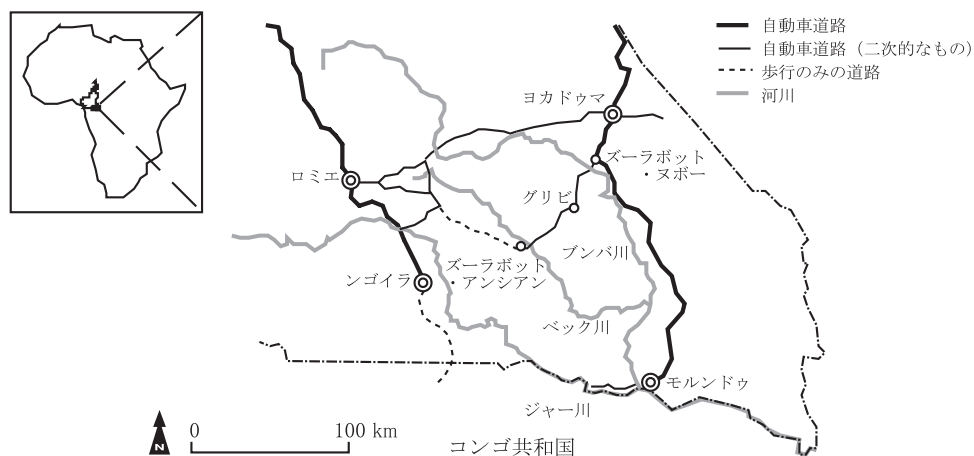 自動車道路
自動車道路（二次的なもの）
歩行のみの道路
河川
ヨカドゥマ
ズーラボット
・ヌボー
ロミエ
グリビ
ブンバ川
ズーラボット
・アンシアン
ンゴイラ
ベック川
モルンドゥ
ジャー川
N
0
100 km
コンゴ共和国